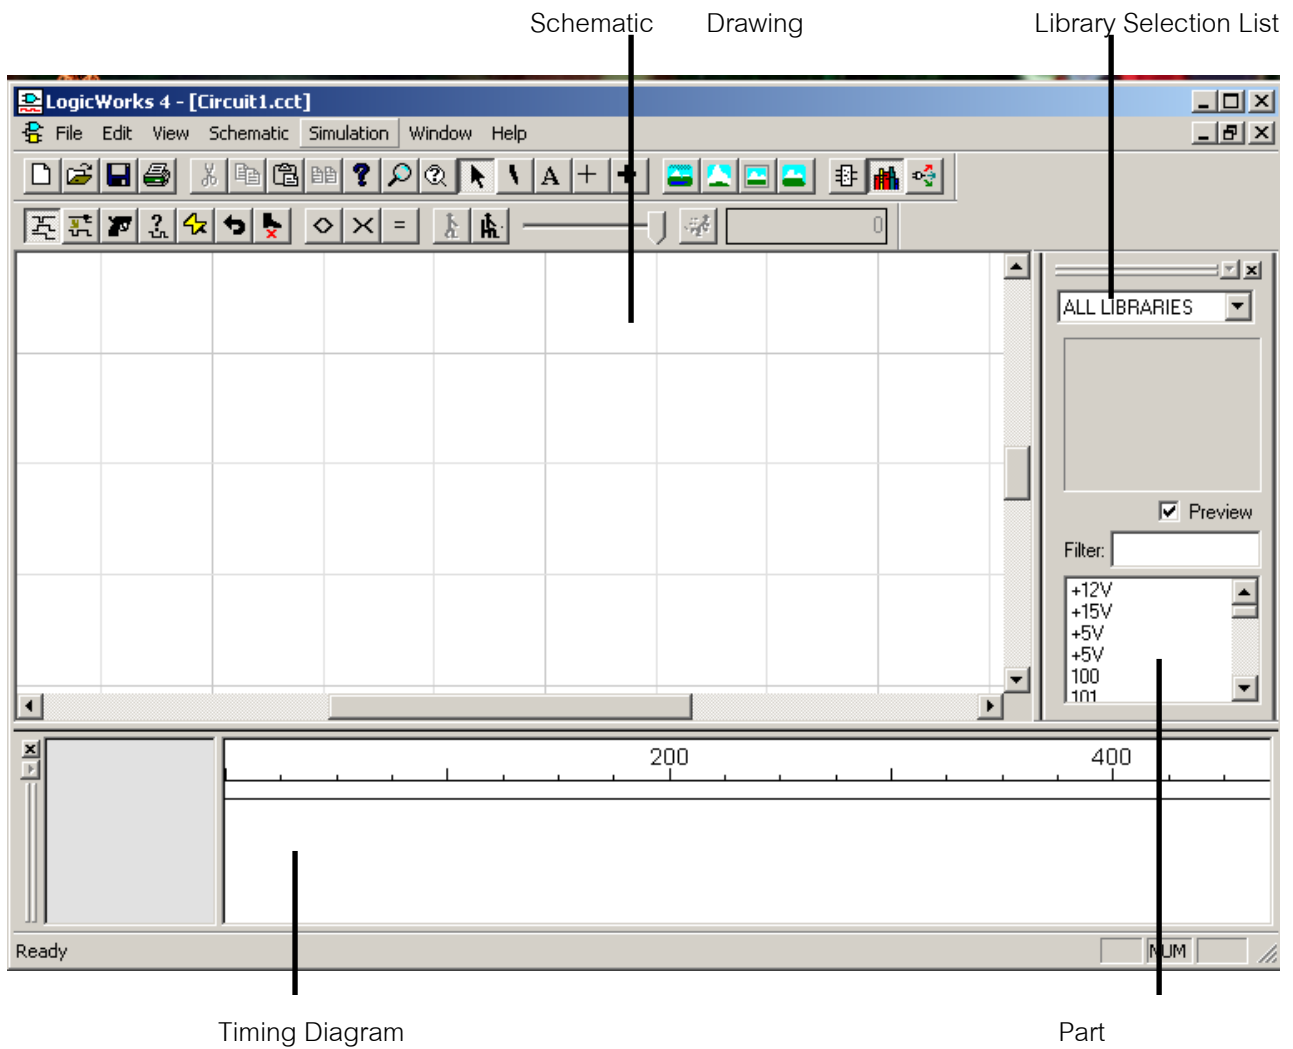 Schematic Drawing Library Selection List
LogicWorks 4 - [Circuit1.cct]
File Edit View Schematic Simulation Window Help
A =
0
ALL LIBRARIES
Preview
Filter:
+12V
+15V
+5V
+5V
100
101
200 400
Ready NUM
Timing Diagram Part